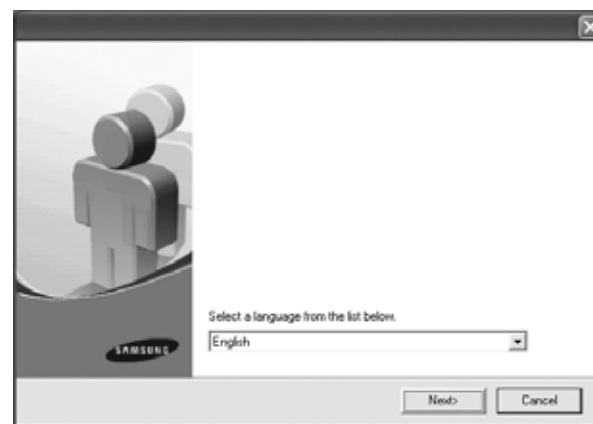 Select a language from the list below.
English
SAMSUNG
Next>
Cancel